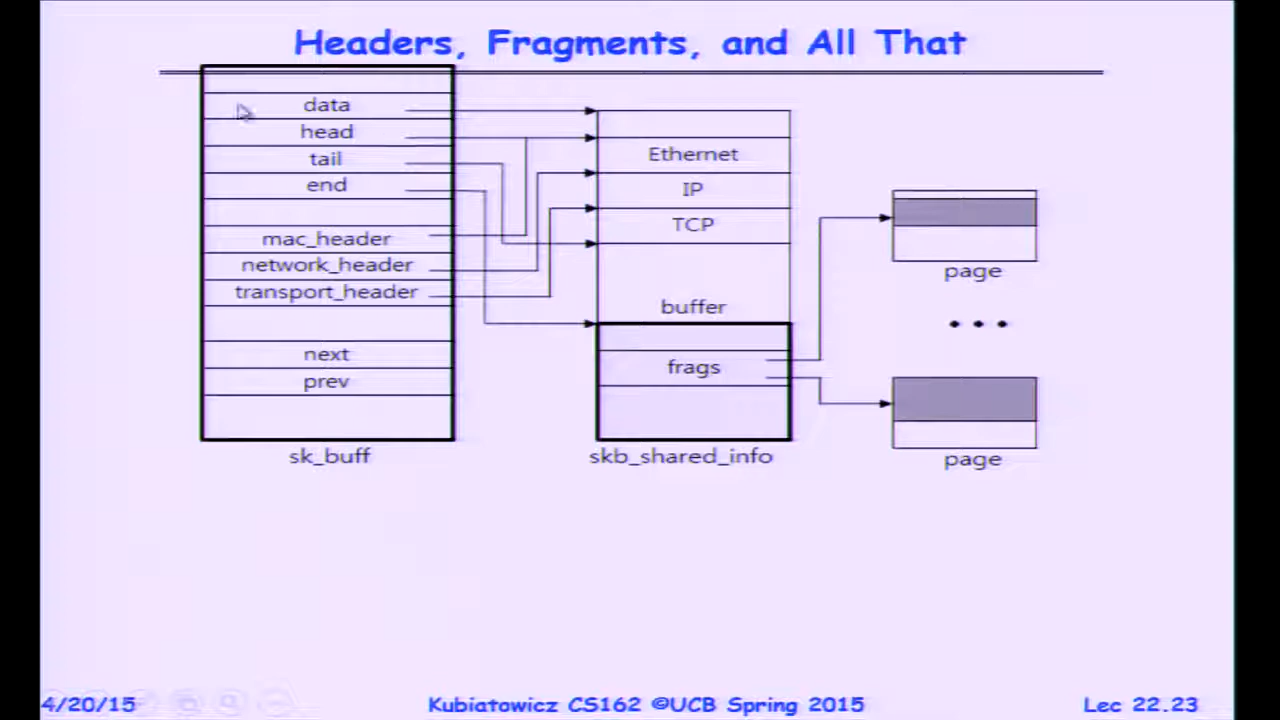 Headers, Fragments, and All That
data
head
tail
end
mac_header
network_header
transport_header
next
prev
sk_buff
Ethernet
IP
TCP
buffer
frags
skb_shared_info
page
page
4/20/15
Kubiatowicz CS162 ©UCB Spring 2015
Lec 22.23